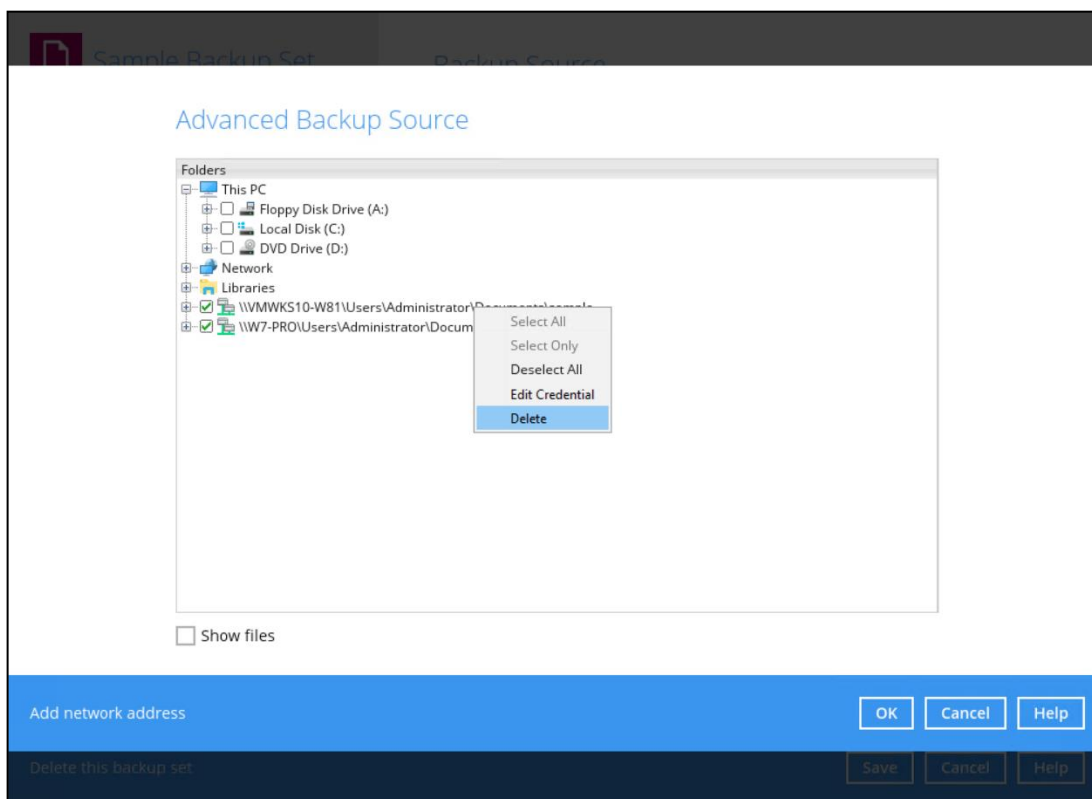 Sample Backup Set
Backup Source
Advanced Backup Source
Folders
This PC
Floppy Disk Drive (A:)
Local Disk (C:)
DVD Drive (D:)
Network
Libraries
\\VMWKS10-W81\Users\Administrator\Documents\sample
\\W7-PRO\Users\Administrator\Docum
Select All
Select Only
Deselect All
Edit Credential
Delete
Show files
Add network address
OK
Cancel
Help
Delete this backup set
Save
Cancel
Help